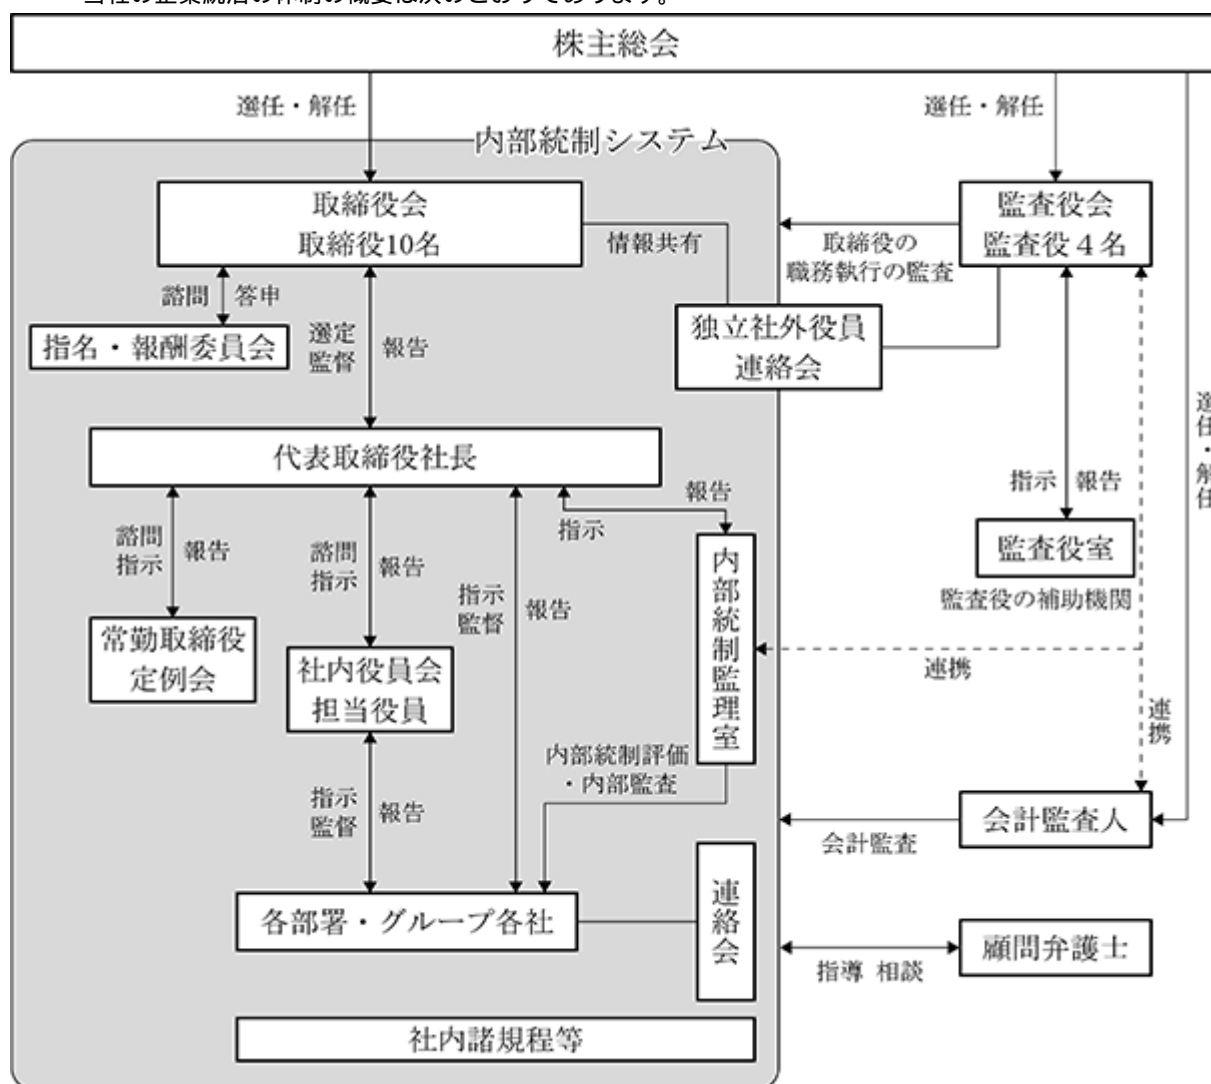 当社の企業統治の体制の概要は次のとおりであります。
株主総会
選任・解任
選任・解任
内部統制システム
取締役会
取締役10名
監査役会
監査役４名
情報共有
取締役の
職務執行の監査
諮問 答申
指名・報酬委員会
選定
監督
報告
独立社外役員
連絡会
選任・解任
代表取締役社長
報告
指示
指示 報告
諮問
指示
報告
諮問
指示
報告
指示
監督
報告
内部統制監理室
監査役室
監査役の補助機関
常勤取締役
定例会
社内役員会
担当役員
連携
連携
内部統制評価
・内部監査
指示
監督
報告
会計監査人
会計監査
連絡会
各部署・グループ各社
顧問弁護士
指導 相談
社内諸規程等